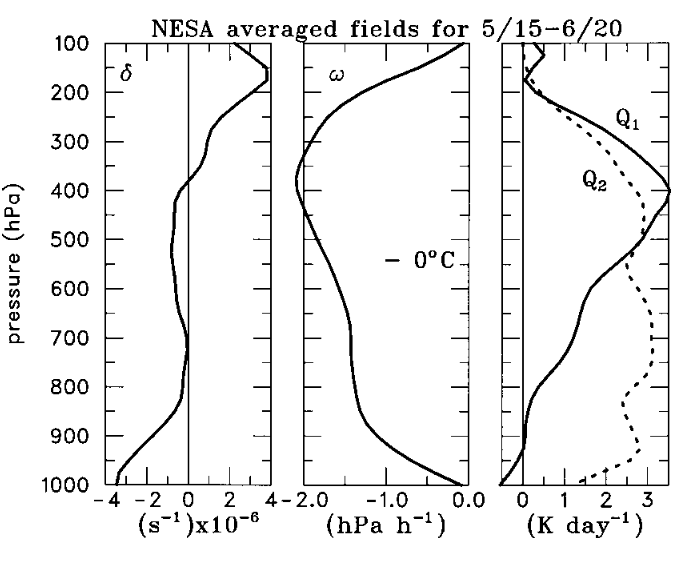 NESA averaged fields for 5/15-6/20
δ
ω
Q1
Q2
– 0°C
pressure (hPa)
100
200
300
400
500
600
700
800
900
1000
-4 -2 0 2 4
-2.0 -1.0 0.0
0 1 2 3
(s⁻¹)x10⁻⁶
(hPa h⁻¹)
(K day⁻¹)